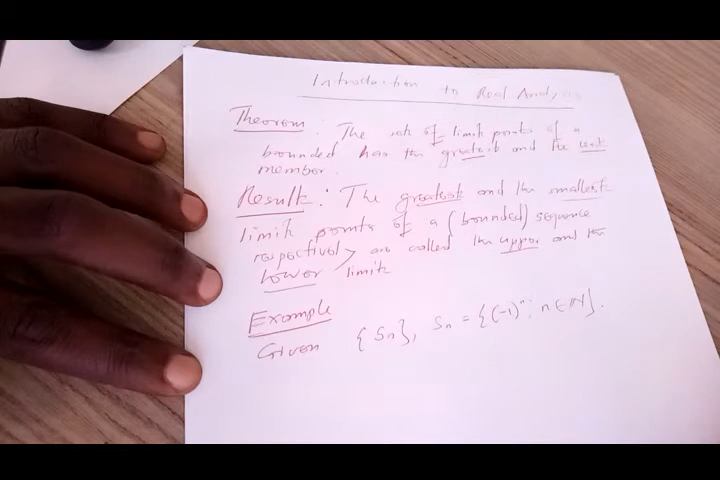 Introduction to Real Analysis
Theorem: The set of limit points of a
bounded has the greatest and the least
member.
Result: The greatest and the smallest
limit points of a (bounded) sequence
respectively are called the upper and the
lower limit
Example
Given {Sn}, Sn = {(-1)ⁿ; n ∈ ℕ}.